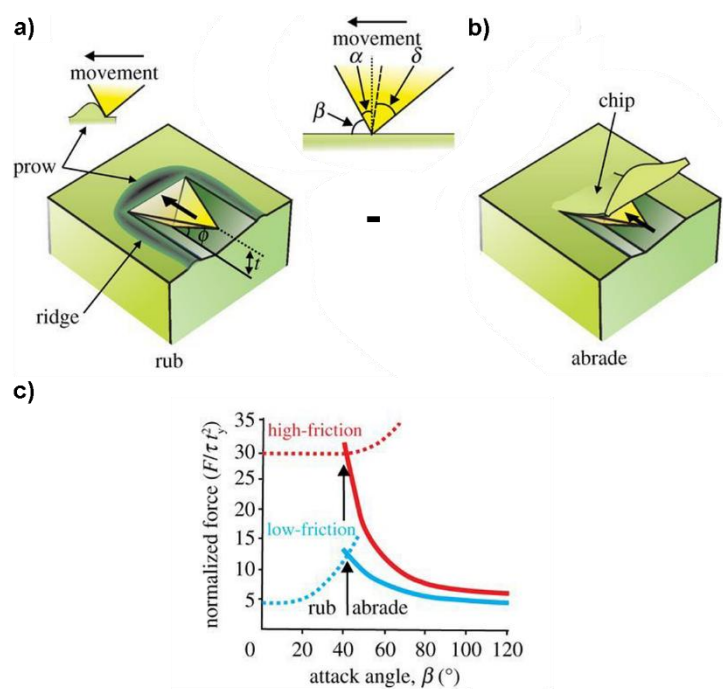 a)
movement
prow
ridge
ϕ
t
rub
movement
α
δ
β
-
b)
chip
abrade
c)
normalized force (F/τ t²y)
35
30
25
20
15
10
5
high-friction
low-friction
rub
abrade
0 20 40 60 80 100 120
attack angle, β (°)